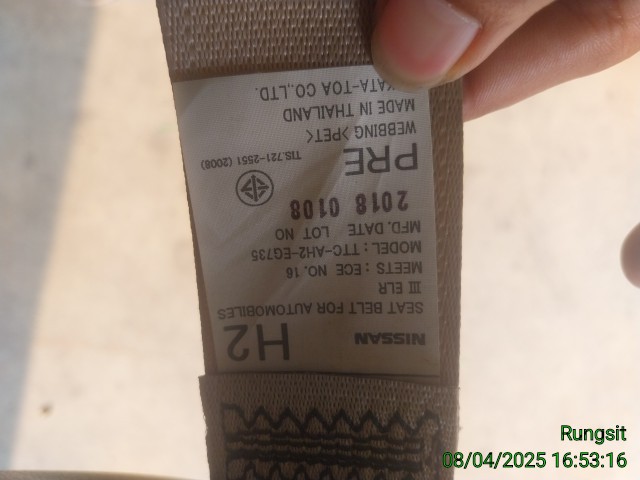 NISSAN H2
SEAT BELT FOR AUTOMOBILES
III ELR
MEETS : ECE NO. 16
MODEL : TTC-AH2-EG735
MFD. DATE LOT NO
2018 0108
PRE TIS.721-2551 (2008)
WEBBING >PET<
MADE IN THAILAND
KATA-TOA CO.,LTD.
Rungsit
08/04/2025 16:53:16